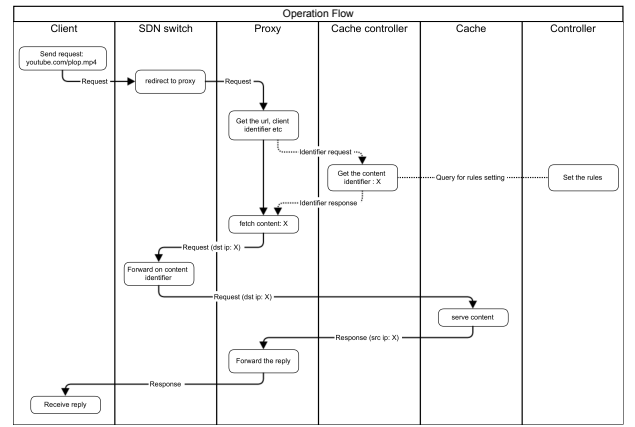 Operation Flow
Client
SDN switch
Proxy
Cache controller
Cache
Controller
Send request:
youtube.com/plop.mp4
Request
redirect to proxy
Request
Get the url, client
identifier etc
Identifier request
Get the content
identifier : X
Query for rules setting
Set the rules
Identifier response
fetch content: X
Request (dst ip: X)
Forward on content
identifier
Request (dst ip: X)
serve content
Response (src ip: X)
Forward the reply
Response
Receive reply